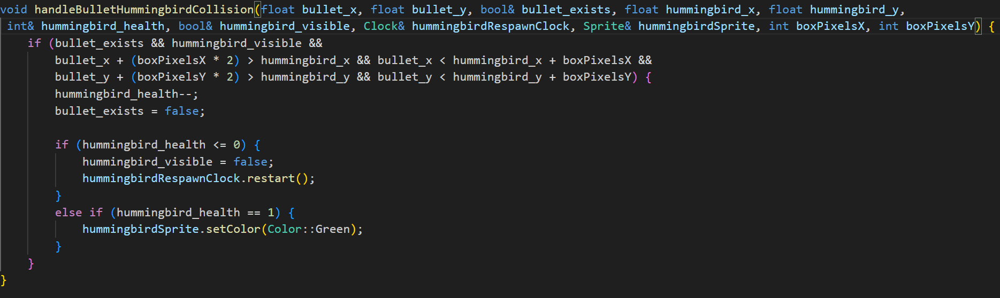 void handleBulletHummingbirdCollision(float bullet_x, float bullet_y, bool& bullet_exists, float hummingbird_x, float hummingbird_y,
int& hummingbird_health, bool& hummingbird_visible, Clock& hummingbirdRespawnClock, Sprite& hummingbirdSprite, int boxPixelsX, int boxPixelsY) {
if (bullet_exists && hummingbird_visible &&
bullet_x + (boxPixelsX * 2) > hummingbird_x && bullet_x < hummingbird_x + boxPixelsX &&
bullet_y + (boxPixelsY * 2) > hummingbird_y && bullet_y < hummingbird_y + boxPixelsY) {
hummingbird_health--;
bullet_exists = false;
if (hummingbird_health <= 0) {
hummingbird_visible = false;
hummingbirdRespawnClock.restart();
}
else if (hummingbird_health == 1) {
hummingbirdSprite.setColor(Color::Green);
}
}
}